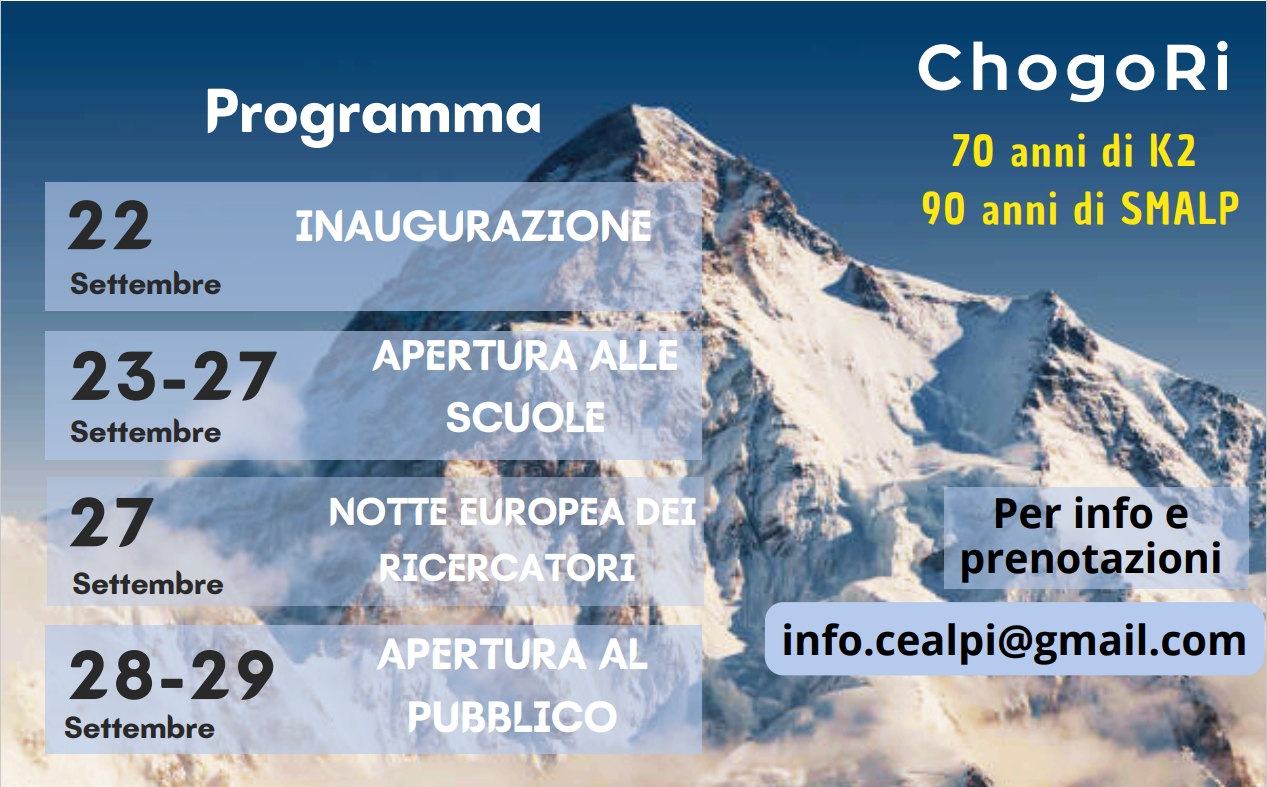 ChogoRi
70 anni di K2
90 anni di SMALP
Programma
22
Settembre
INAUGURAZIONE
23-27
Settembre
APERTURA ALLE
SCUOLE
27
Settembre
NOTTE EUROPEA DEI
RICERCATORI
28-29
Settembre
APERTURA AL
PUBBLICO
Per info e
prenotazioni
info.cealpi@gmail.com